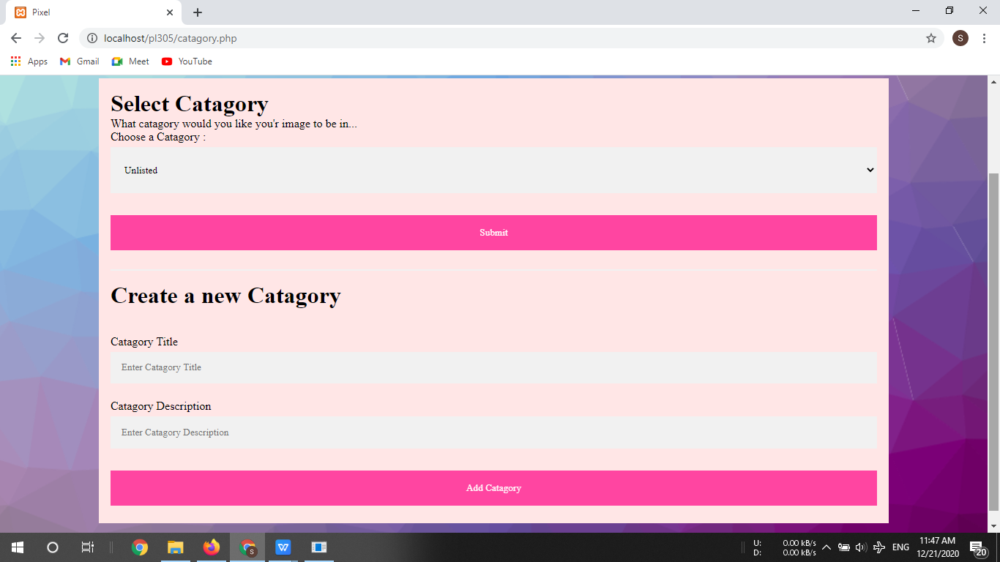 Pixel
localhost/pl305/catagory.php
S
Apps Gmail Meet YouTube
Select Catagory
What catagory would you like you'r image to be in...
Choose a Catagory :
Unlisted
Submit
Create a new Catagory
Catagory Title
Enter Catagory Title
Catagory Description
Enter Catagory Description
Add Catagory
S
W
U: 0.00 kB/s
D: 0.00 kB/s
ENG
11:47 AM
12/21/2020
20